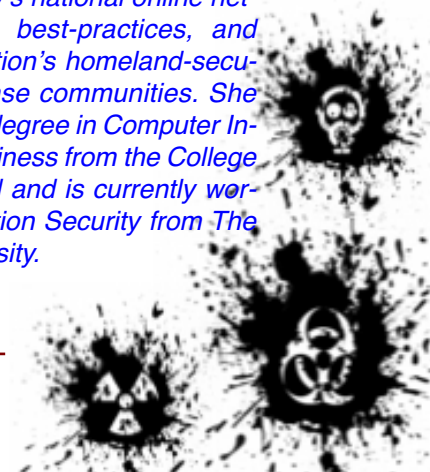 's national online net-
best-practices, and
tion's homeland-secu-
nse communities. She
degree in Computer In-
siness from the College
l and is currently wor-
tion Security from The
sity.